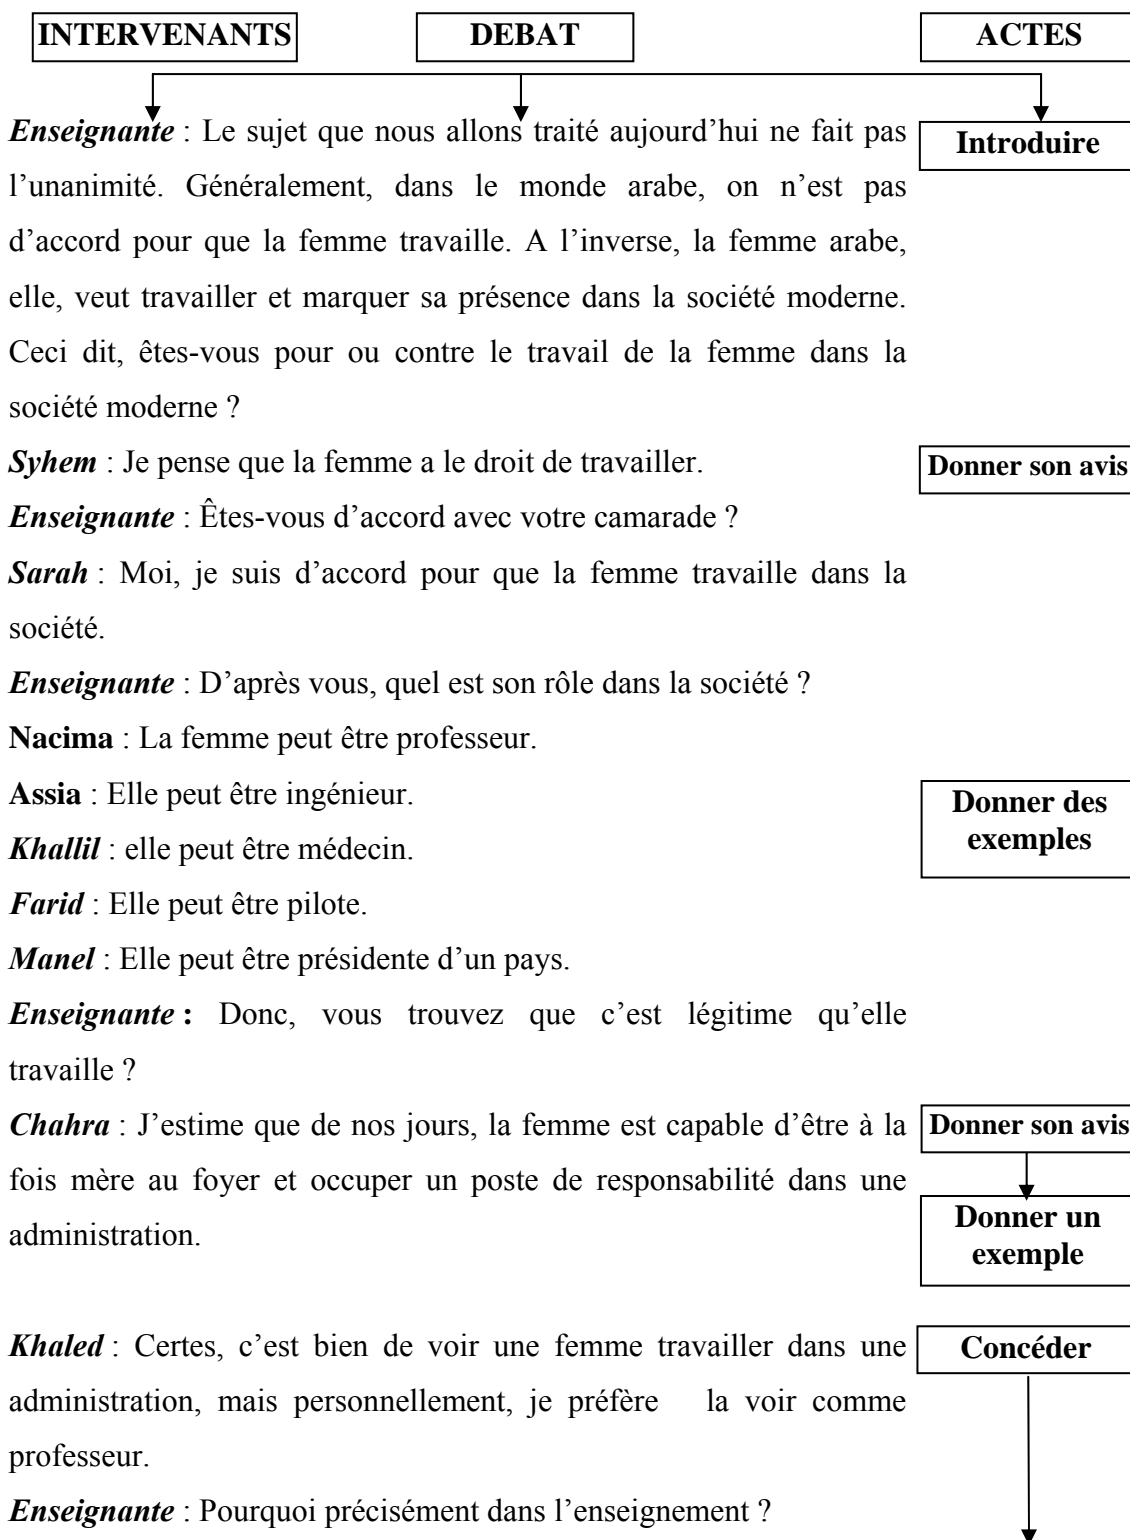 INTERVENANTS DEBAT ACTES
Enseignante : Le sujet que nous allons traité aujourd’hui ne fait pas
Introduire
l’unanimité. Généralement, dans le monde arabe, on n’est pas
d’accord pour que la femme travaille. A l’inverse, la femme arabe,
elle, veut travailler et marquer sa présence dans la société moderne.
Ceci dit, êtes-vous pour ou contre le travail de la femme dans la
société moderne ?
Syhem : Je pense que la femme a le droit de travailler.
Donner son avis
Enseignante : Êtes-vous d’accord avec votre camarade ?
Sarah : Moi, je suis d’accord pour que la femme travaille dans la
société.
Enseignante : D’après vous, quel est son rôle dans la société ?
Nacima : La femme peut être professeur.
Assia : Elle peut être ingénieur.
Donner des
exemples
Khallil : elle peut être médecin.
Farid : Elle peut être pilote.
Manel : Elle peut être présidente d’un pays.
Enseignante : Donc, vous trouvez que c’est légitime qu’elle
travaille ?
Chahra : J’estime que de nos jours, la femme est capable d’être à la
Donner son avis
fois mère au foyer et occuper un poste de responsabilité dans une
administration.
Donner un
exemple
Khaled : Certes, c’est bien de voir une femme travailler dans une
Concéder
administration, mais personnellement, je préfère la voir comme
professeur.
Enseignante : Pourquoi précisément dans l’enseignement ?